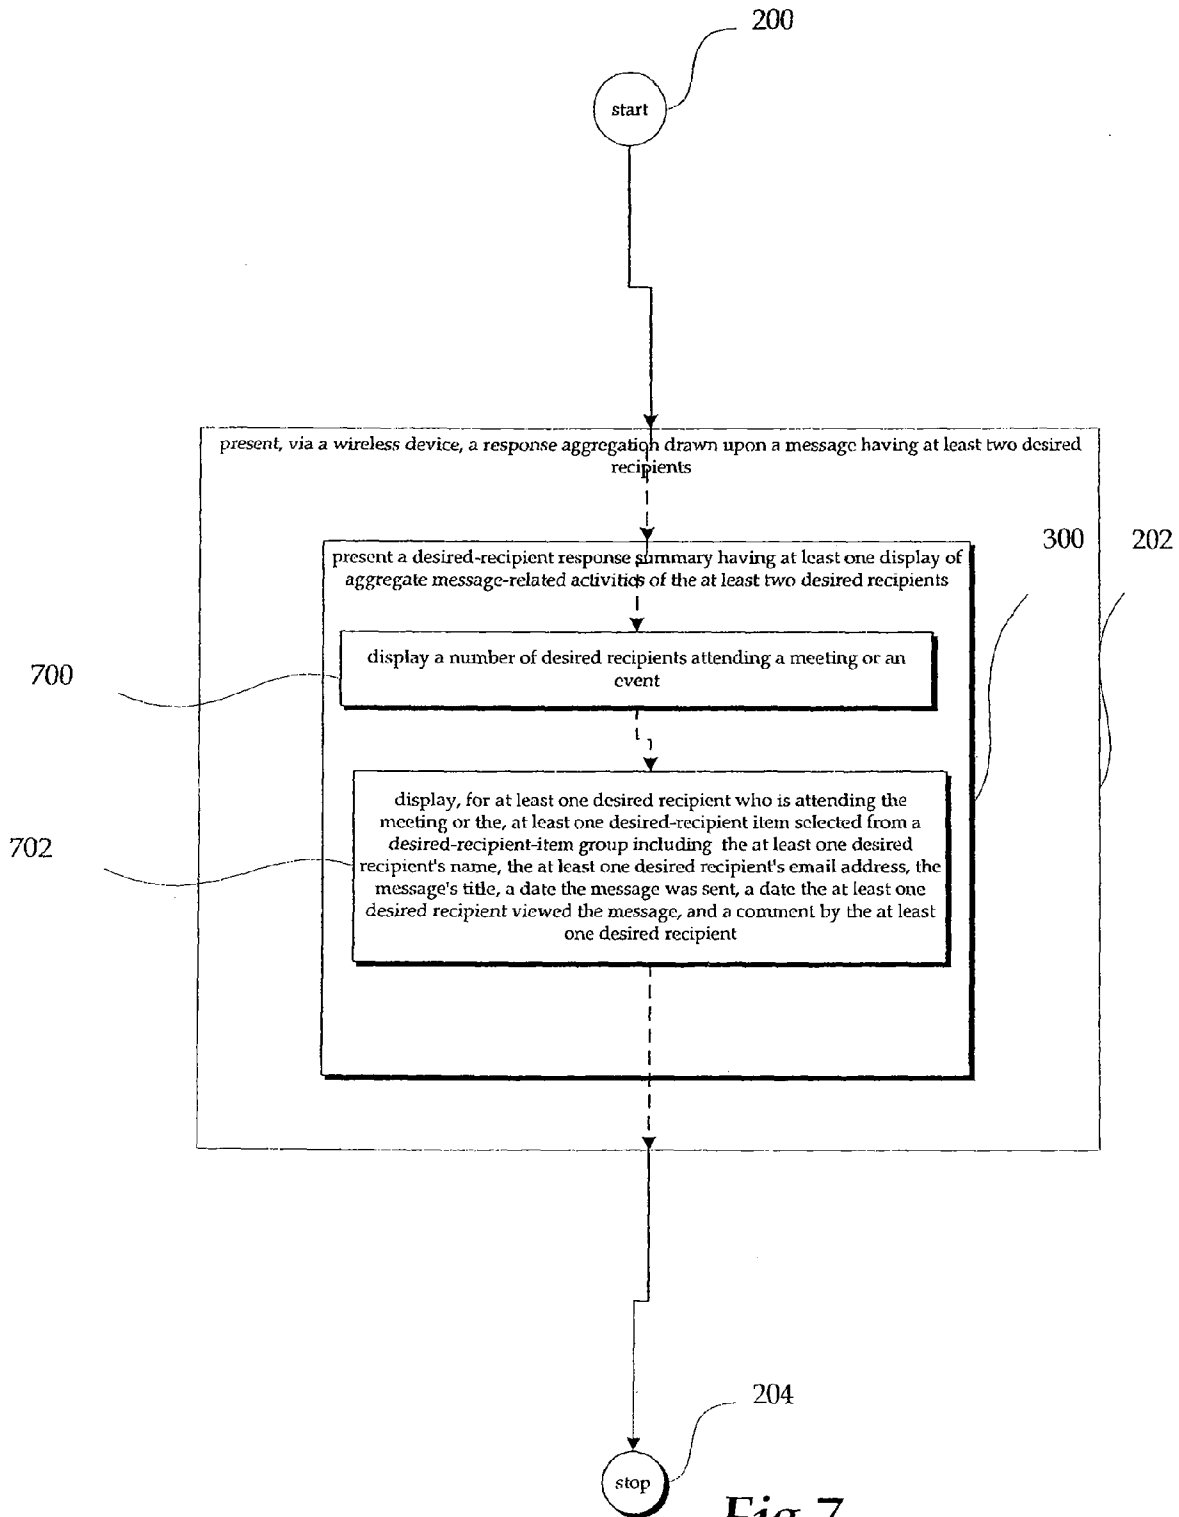 200
start
present, via a wireless device, a response aggregation drawn upon a message having at least two desired
recipients
300
202
present a desired-recipient response summary having at least one display of
aggregate message-related activities of the at least two desired recipients
700
display a number of desired recipients attending a meeting or an
event
702
display, for at least one desired recipient who is attending the
meeting or the, at least one desired-recipient item selected from a
desired-recipient-item group including the at least one desired
recipient's name, the at least one desired recipient's email address, the
message's title, a date the message was sent, a date the at least one
desired recipient viewed the message, and a comment by the at least
one desired recipient
204
stop
Fig 7